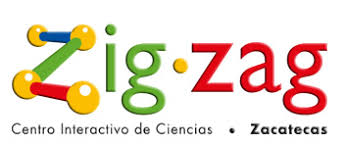 Zig·zag
Centro Interactivo de Ciencias • Zacatecas